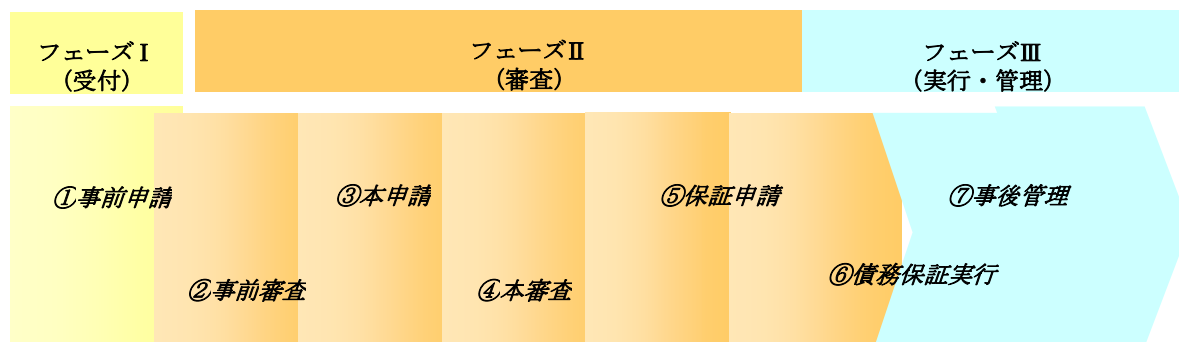 フェーズⅠ
（受付）
フェーズⅡ
（審査）
フェーズⅢ
（実行・管理）
①事前申請
②事前審査
③本申請
④本審査
⑤保証申請
⑥債務保証実行
⑦事後管理